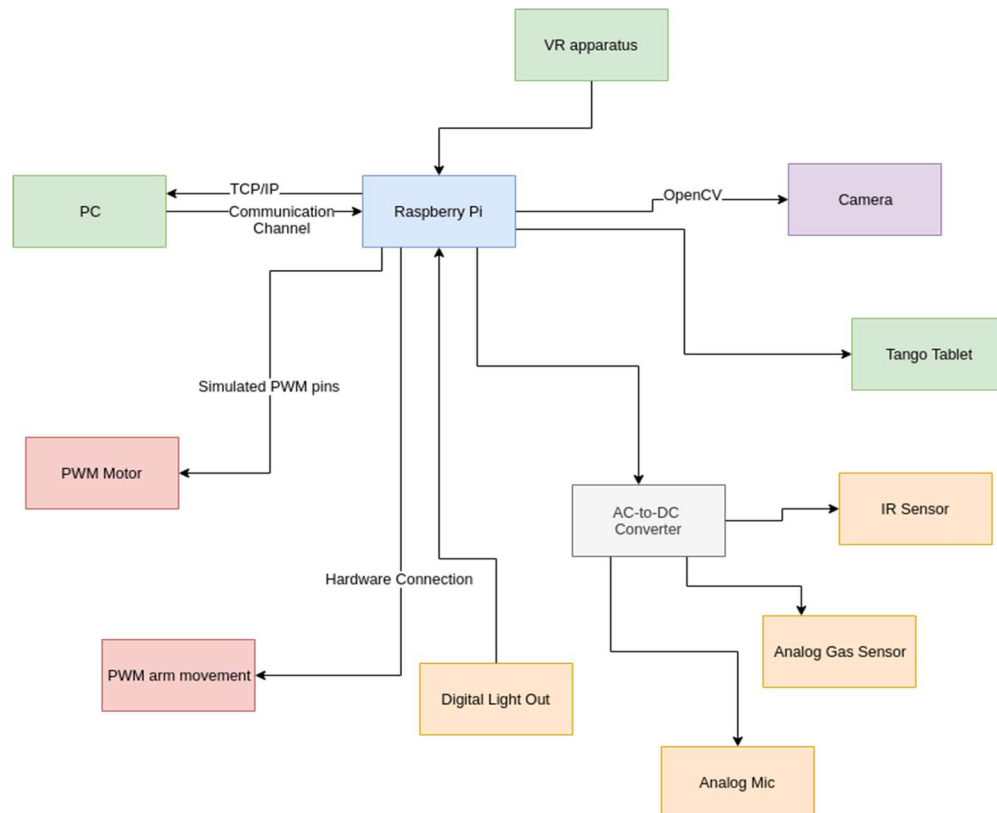 VR apparatus
TCP/IP
OpenCV
PC
Communication
Channel
Raspberry Pi
Camera
Tango Tablet
Simulated PWM pins
PWM Motor
AC-to-DC
Converter
IR Sensor
Hardware Connection
Analog Gas Sensor
PWM arm movement
Digital Light Out
Analog Mic